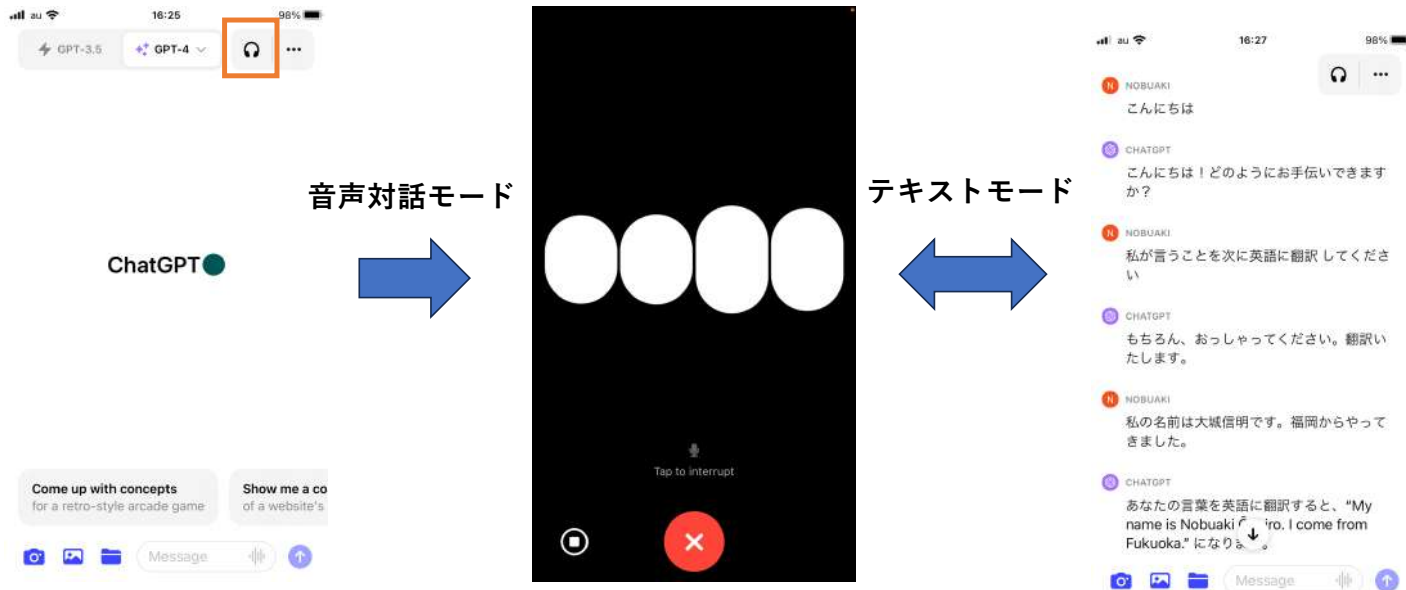 au 16:25 98%
GPT-3.5 GPT-4
ChatGPT
Come up with concepts
for a retro-style arcade game
Show me a co
of a website's
Message
音声対話モード
Tap to interrupt
テキストモード
au 16:27 98%
NOBUAKI
こんにちは
CHATGPT
こんにちは！どのようにお手伝いできます
か？
NOBUAKI
私が言うことを次に英語に翻訳 してくださ
い
CHATGPT
もちろん、おっしゃってください。翻訳い
たします。
NOBUAKI
私の名前は大城信明です。福岡からやって
きました。
CHATGPT
あなたの言葉を英語に翻訳すると、“My
name is Nobuaki iro. I come from
Fukuoka.” になりま
Message